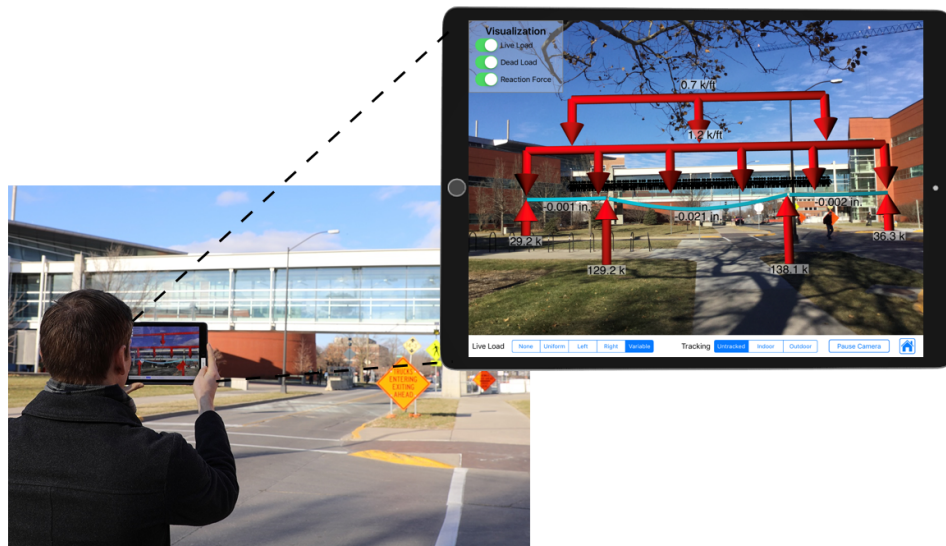 Visualization
Live Load
Dead Load
Reaction Force
0.7 k/ft
1.2 k/ft
-0.001 in.
-0.021 in.
-0.002 in.
29.2 k
129.2 k
138.1 k
36.3 k
Live Load None Uniform Left Right Variable Tracking Untracked Indoor Outdoor Pause Camera
TRUCKS
ENTERING
EXITING
AHEAD